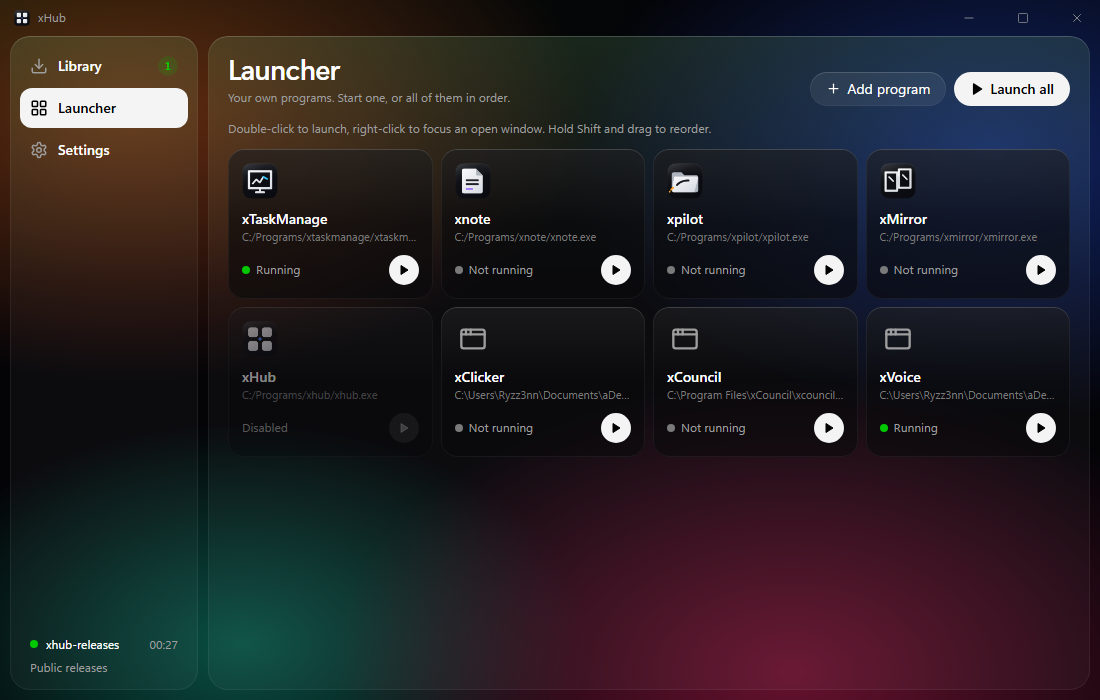 xHub
Library 1
Launcher
Settings
xhub-releases 00:27
Public releases
Launcher
Your own programs. Start one, or all of them in order.
Add program
Launch all
Double-click to launch, right-click to focus an open window. Hold Shift and drag to reorder.
xTaskManage
C:/Programs/xtaskmanage/xtaskm...
Running
xnote
C:/Programs/xnote/xnote.exe
Not running
xpilot
C:/Programs/xpilot/xpilot.exe
Not running
xMirror
C:/Programs/xmirror/xmirror.exe
Not running
xHub
C:/Programs/xhub/xhub.exe
Disabled
xClicker
C:\Users\Ryzz3nn\Documents\aDe...
Not running
xCouncil
C:\Program Files\xCouncil\xcouncil...
Not running
xVoice
C:\Users\Ryzz3nn\Documents\aDe...
Running